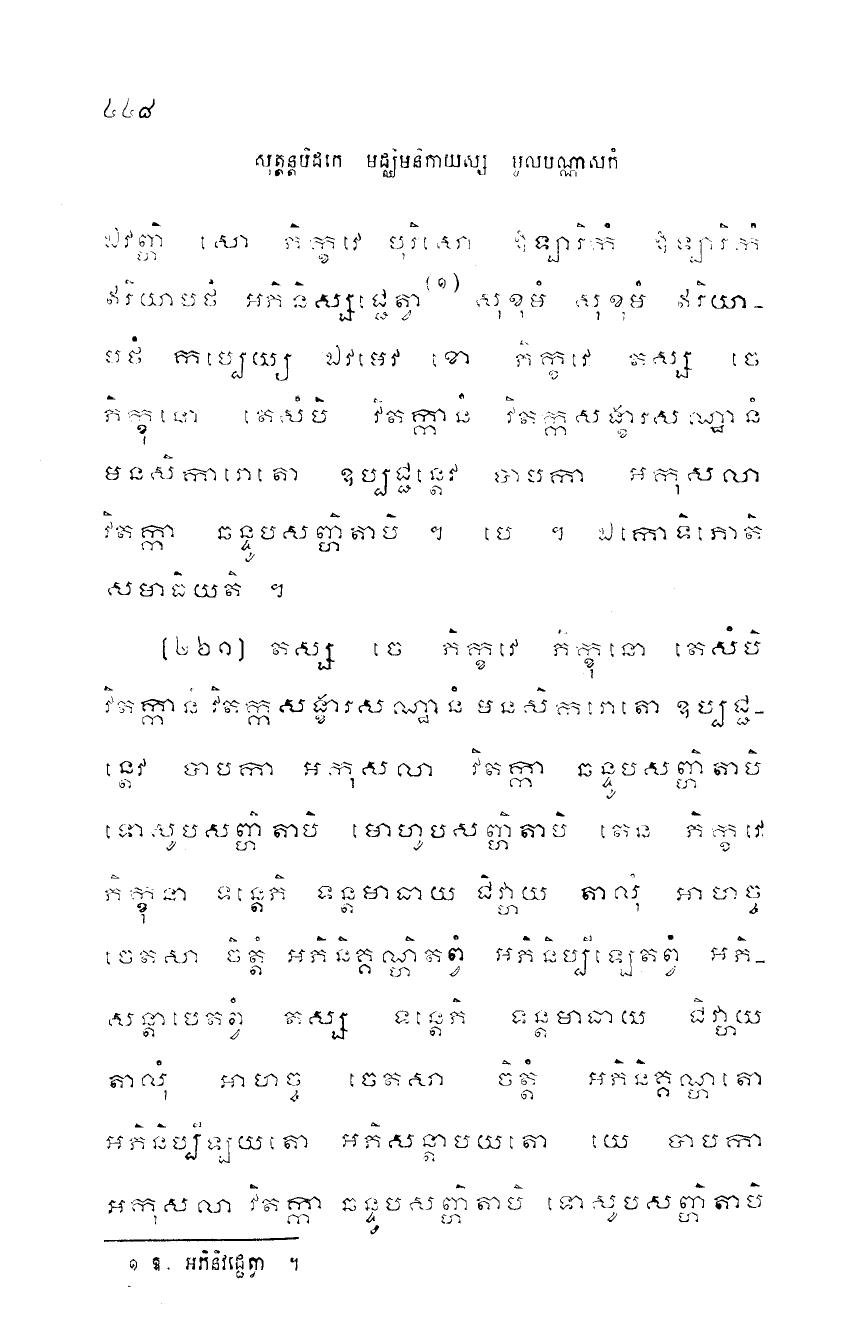 ៤៤៨
សុត្តន្តបិដកេ មជ្ឈិមនិកាយស្ស មូលបណ្ណាសកំ
ឯវញ្ហិ សោ ភិក្ខវេ បុរិសោ ឱឡារិកំ ឱឡារិកំ
ឥរិយាបថំ អភិនិស្សជ្ជេត្វា(១) សុខុមំ សុខុមំ ឥរិយា-
បថំ កប្បេយ្យ ឯវមេវ ខោ ភិក្ខវេ តស្ស ចេ
ភិក្ខុនោ តេសំបិ វិតក្កានំ វិតក្កសង្ខារសណ្ឋានំ
មនសិការោតោ ឧប្បជ្ជន្តេវ បាបកា អកុសលា
វិតក្កា ឆន្ទូបសញ្ហិតាបិ ។ បេ ។ ឯកោទិភោតិ
សមាធិយតិ ។
[២៦១] តស្ស ចេ ភិក្ខវេ ភិក្ខុនោ តេសំបិ
វិតក្កានំ វិតក្កសង្ខារសណ្ឋានំ មនសិករោតោ ឧប្បជ្ជ-
ន្តេវ បាបកា អកុសលា វិតក្កា ឆន្ទូបសញ្ហិតាបិ
ទោសូបសញ្ហិតាបិ មោហូបសញ្ហិតាបិ តេន ភិក្ខវេ
ភិក្ខុនា ទន្តេភិ ទន្តមាធាយ ជិវ្ហាយ តាលុំ អាហច្ច
ចេតសា ចិត្តំ អភិនិគ្គណ្ហិតព្វំ អភិនិប្បីឡេតព្វំ អភិ-
សន្តាបេតព្វំ តស្ស ទន្តេភិ ទន្តមាធាយ ជិវ្ហាយ
តាលុំ អាហច្ច ចេតសា ចិត្តំ អភិនិគ្គណ្ហតោ
អភិនិប្បីឡយតោ អភិសន្តាបយតោ យេ បាបកា
អកុសលា វិតក្កា ឆន្ទូបសញ្ហិតាបិ ទោសូបសញ្ហិតាបិ
១ ឱ. អភិនិវជ្ជេត្វា ។